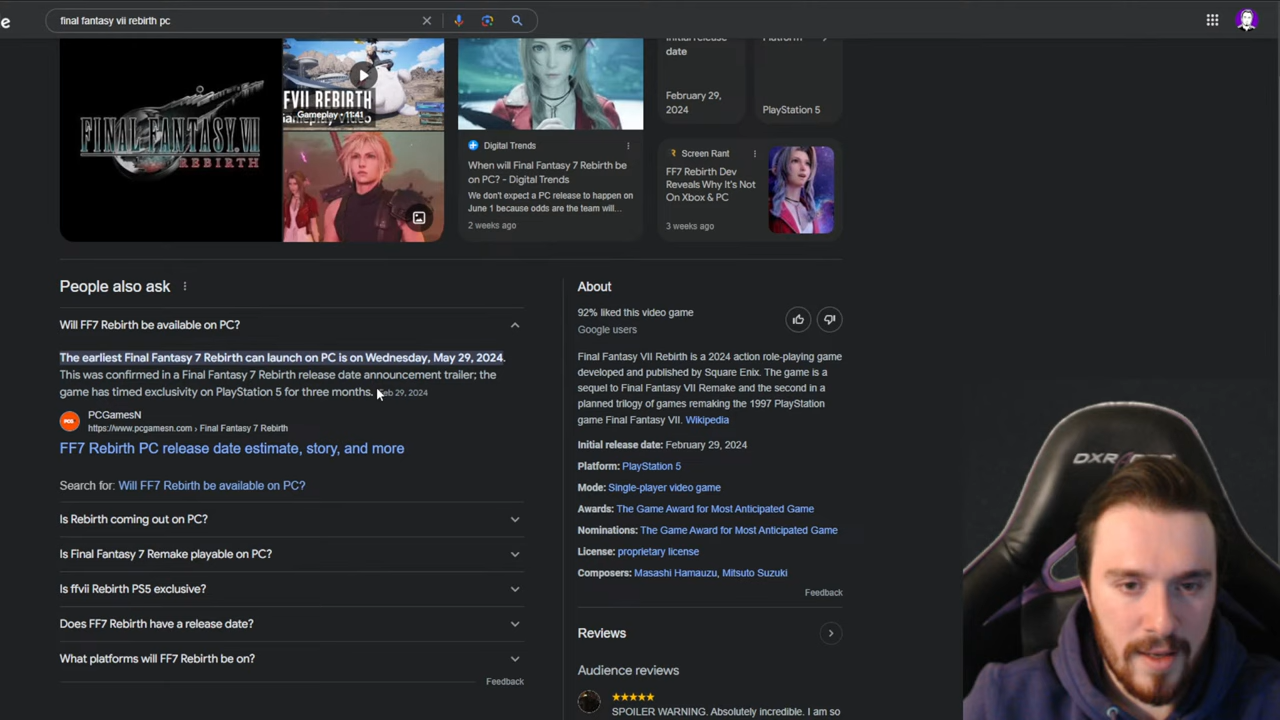 e
final fantasy vii rebirth pc
FINAL FANTASY VII
REBIRTH
FVII REBIRTH
Gameplay • 11:41
Gameplay Video
Digital Trends
When will Final Fantasy 7 Rebirth be
on PC? - Digital Trends
We don't expect a PC release to happen on
June 1 because odds are the team will...
2 weeks ago
Initial release
date
February 29,
2024
Platform
PlayStation 5
Screen Rant
FF7 Rebirth Dev
Reveals Why It's Not
On Xbox & PC
3 weeks ago
People also ask
Will FF7 Rebirth be available on PC?
The earliest Final Fantasy 7 Rebirth can launch on PC is on Wednesday, May 29, 2024.
This was confirmed in a Final Fantasy 7 Rebirth release date announcement trailer; the
game has timed exclusivity on PlayStation 5 for three months. Feb 29, 2024
PCGamesN
https://www.pcgamesn.com › Final Fantasy 7 Rebirth
FF7 Rebirth PC release date estimate, story, and more
Search for: Will FF7 Rebirth be available on PC?
Is Rebirth coming out on PC?
Is Final Fantasy 7 Remake playable on PC?
Is ffvii Rebirth PS5 exclusive?
Does FF7 Rebirth have a release date?
What platforms will FF7 Rebirth be on?
Feedback
About
92% liked this video game
Google users
Final Fantasy VII Rebirth is a 2024 action role-playing game
developed and published by Square Enix. The game is a
sequel to Final Fantasy VII Remake and the second in a
planned trilogy of games remaking the 1997 PlayStation
game Final Fantasy VII. Wikipedia
Initial release date: February 29, 2024
Platform: PlayStation 5
Mode: Single-player video game
Awards: The Game Award for Most Anticipated Game
Nominations: The Game Award for Most Anticipated Game
License: proprietary license
Composers: Masashi Hamauzu, Mitsuto Suzuki
Feedback
Reviews
Audience reviews
SPOILER WARNING. Absolutely incredible. I am so
DXRACER